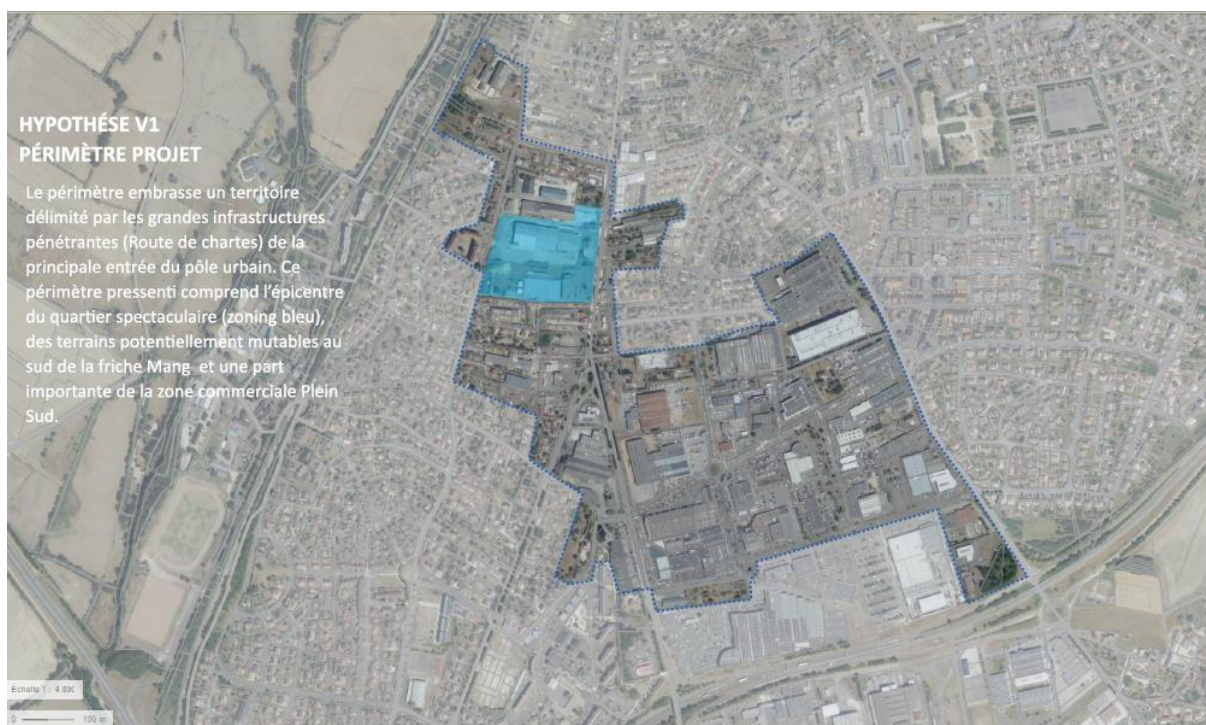 HYPOTHÉSE V1
PÉRIMÈTRE PROJET
Le périmètre embrasse un territoire
délimité par les grandes infrastructures
pénétrantes (Route de chartes) de la
principale entrée du pôle urbain. Ce
périmètre pressenti comprend l’épicentre
du quartier spectaculaire (zoning bleu),
des terrains potentiellement mutables au
sud de la friche Mang et une part
importante de la zone commerciale Plein
Sud.
Echelle 1 : 4 000
0 100 m